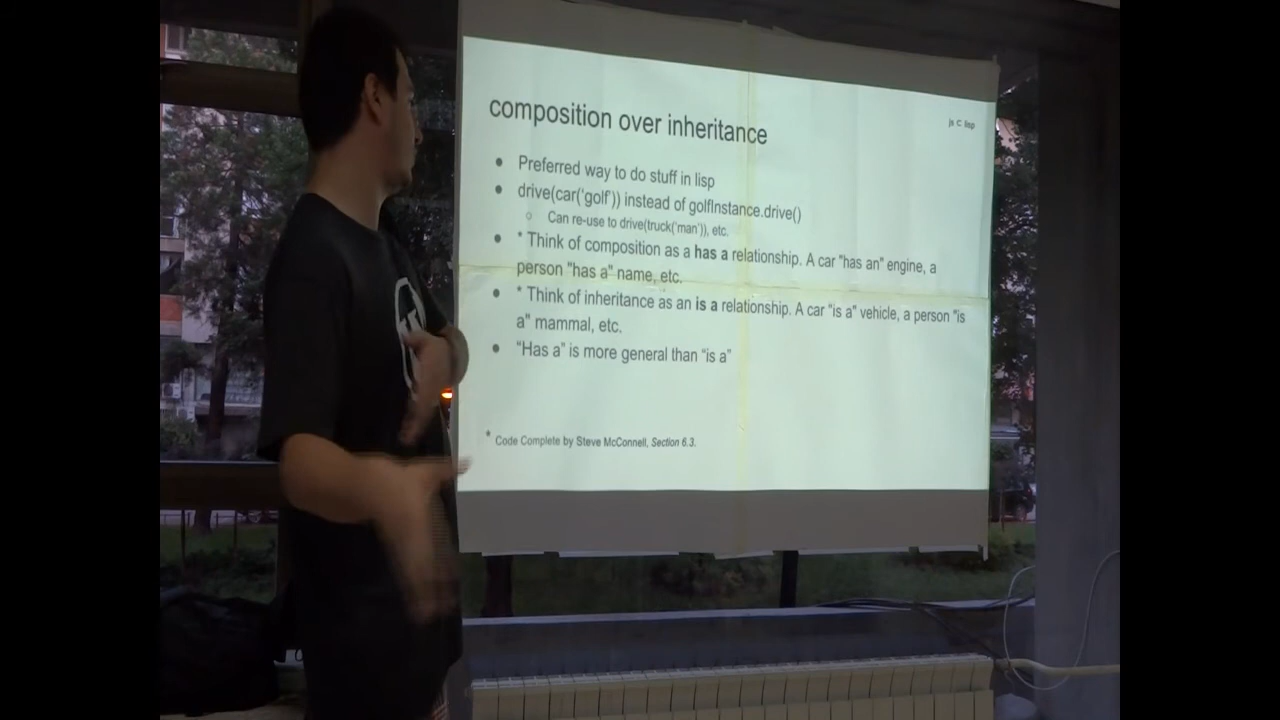 composition over inheritance
js ⊂ lisp
● Preferred way to do stuff in lisp
● drive(car(‘golf’)) instead of golfInstance.drive()
○ Can re-use to drive(truck(‘man’)), etc.
● * Think of composition as a has a relationship. A car "has an" engine, a
person "has a" name, etc.
● * Think of inheritance as an is a relationship. A car "is a" vehicle, a person "is
a" mammal, etc.
● “Has a” is more general than “is a”
* Code Complete by Steve McConnell, Section 6.3.